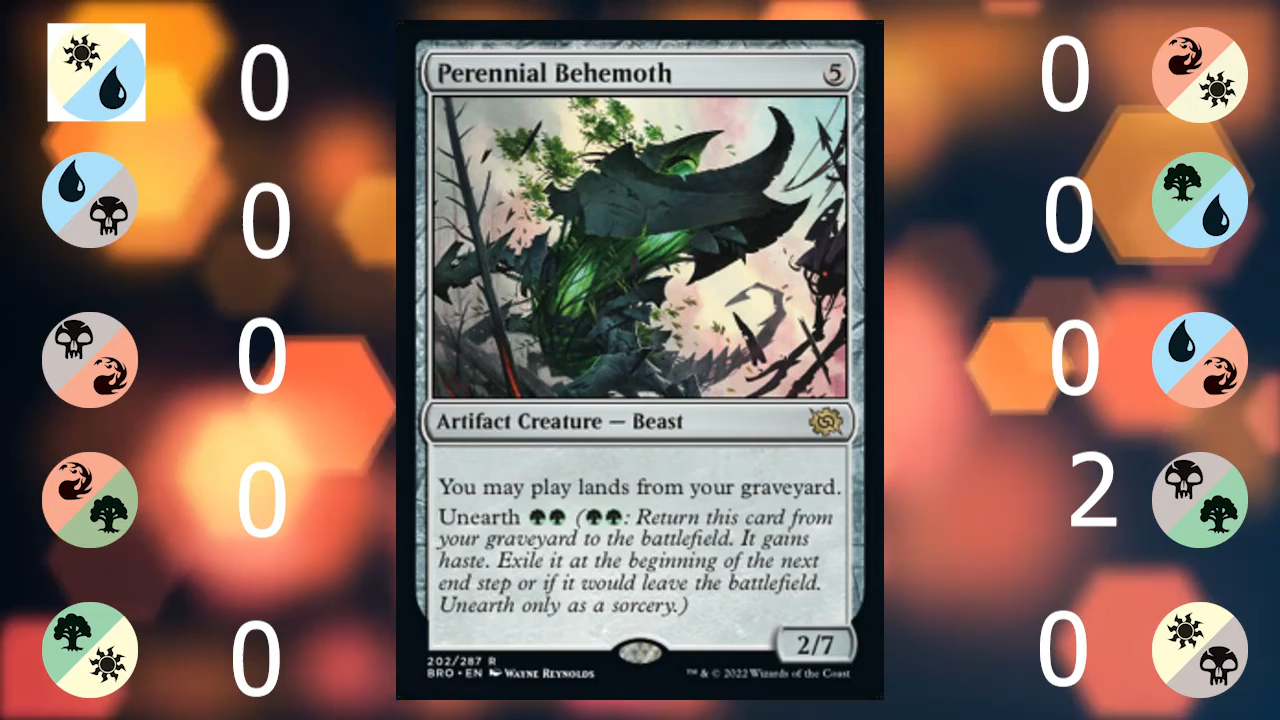 0
0
0
0
0
Perennial Behemoth 5
Artifact Creature — Beast
You may play lands from your graveyard.
Unearth (: Return this card from
your graveyard to the battlefield. It gains
haste. Exile it at the beginning of the next
end step or if it would leave the battlefield.
Unearth only as a sorcery.)
2/7
202/287 R
BRO • EN WAYNE REYNOLDS
™ & © 2022 Wizards of the Coast
0
0
0
2
0